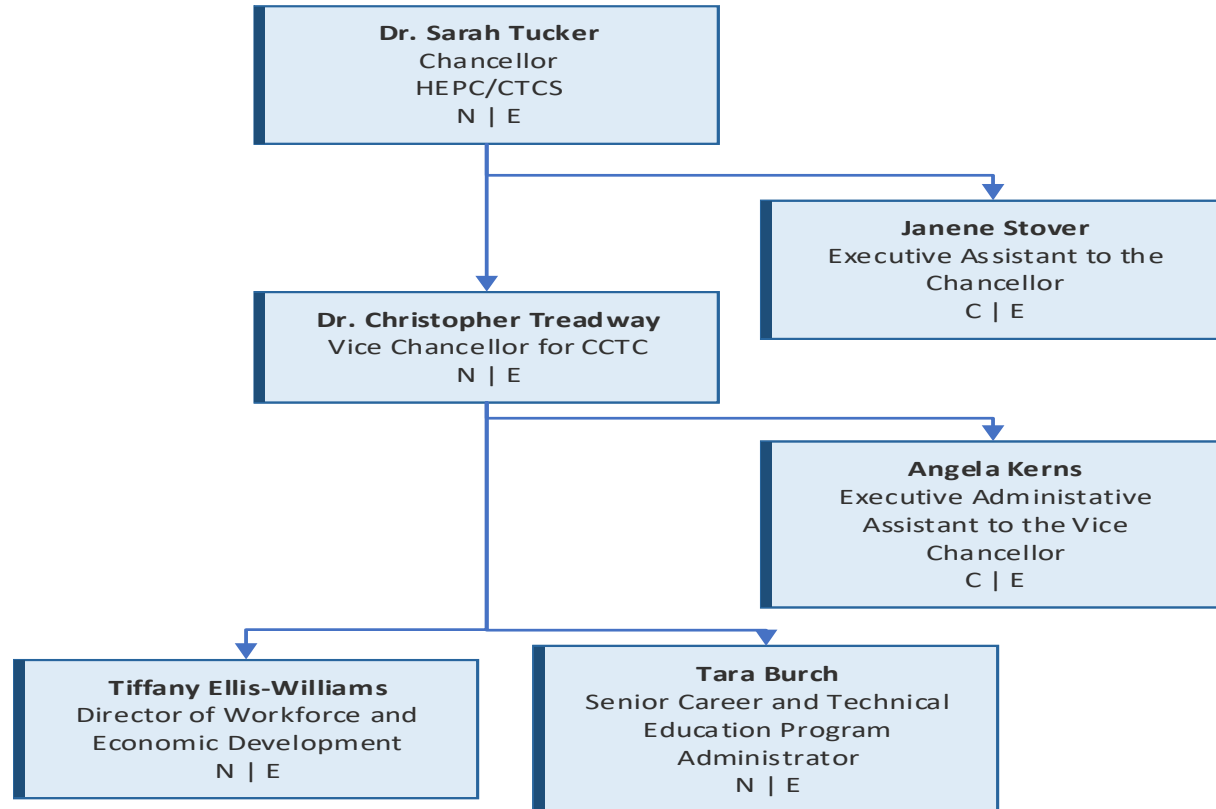 Dr. Sarah Tucker
Chancellor
HEPC/CTCS
N | E
Janene Stover
Executive Assistant to the
Chancellor
C | E
Dr. Christopher Treadway
Vice Chancellor for CCTC
N | E
Angela Kerns
Executive Administative
Assistant to the Vice
Chancellor
C | E
Tiffany Ellis-Williams
Director of Workforce and
Economic Development
N | E
Tara Burch
Senior Career and Technical
Education Program
Administrator
N | E